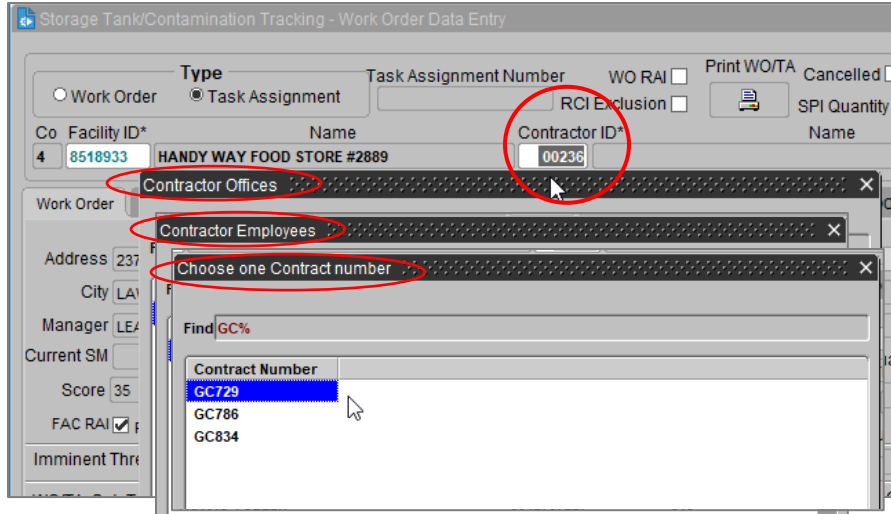 Storage Tank/Contamination Tracking - Work Order Data Entry
Type
Task Assignment Number
WO RAI
Print WO/TA
Cancelled
Work Order
Task Assignment
RCI Exclusion
SPI Quantity
Co Facility ID* Name Contractor ID* Name
4 8518933 HANDY WAY FOOD STORE #2889 00236
Contractor Offices
Work Order
Contractor Employees
Address 237
Choose one Contract number
City LA
Manager LEA
Find GC%
Current SM
Contract Number
Score 35
GC729
GC786
FAC RAI
GC834
Imminent Thre